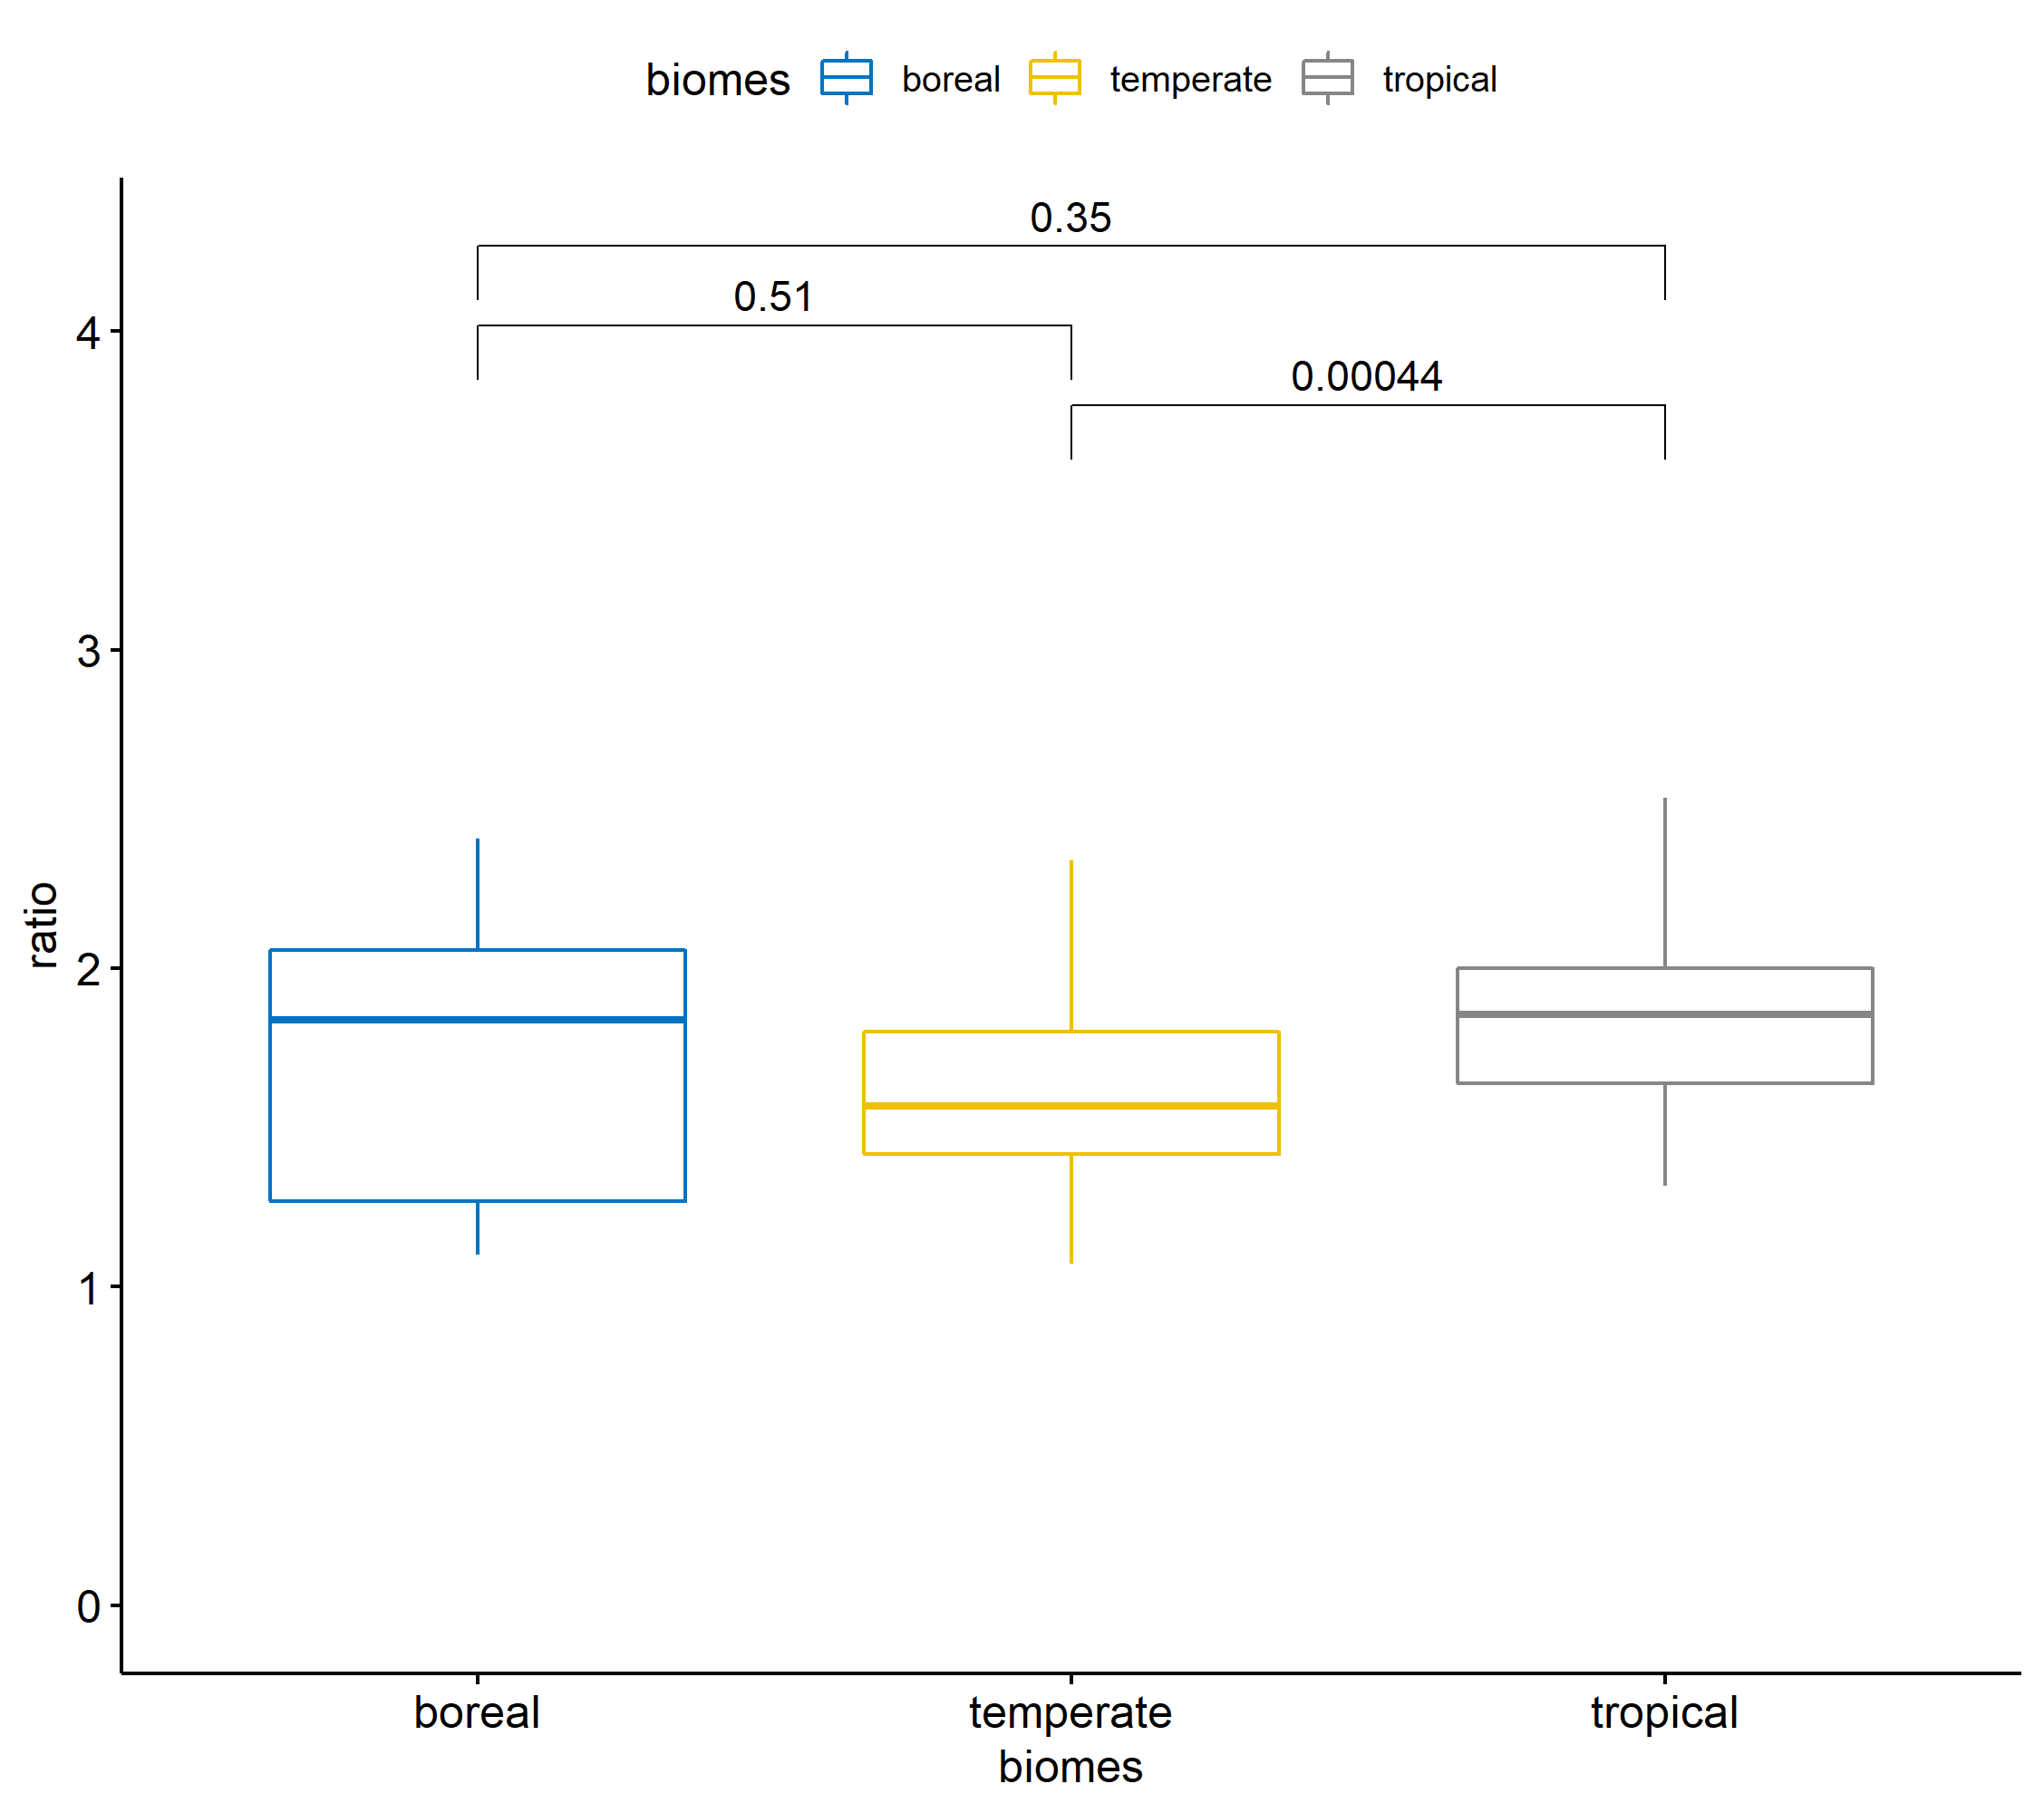 biomes boreal temperate tropical
0.35
0.51
0.00044
4
3
2
1
0
ratio
boreal temperate tropical
biomes